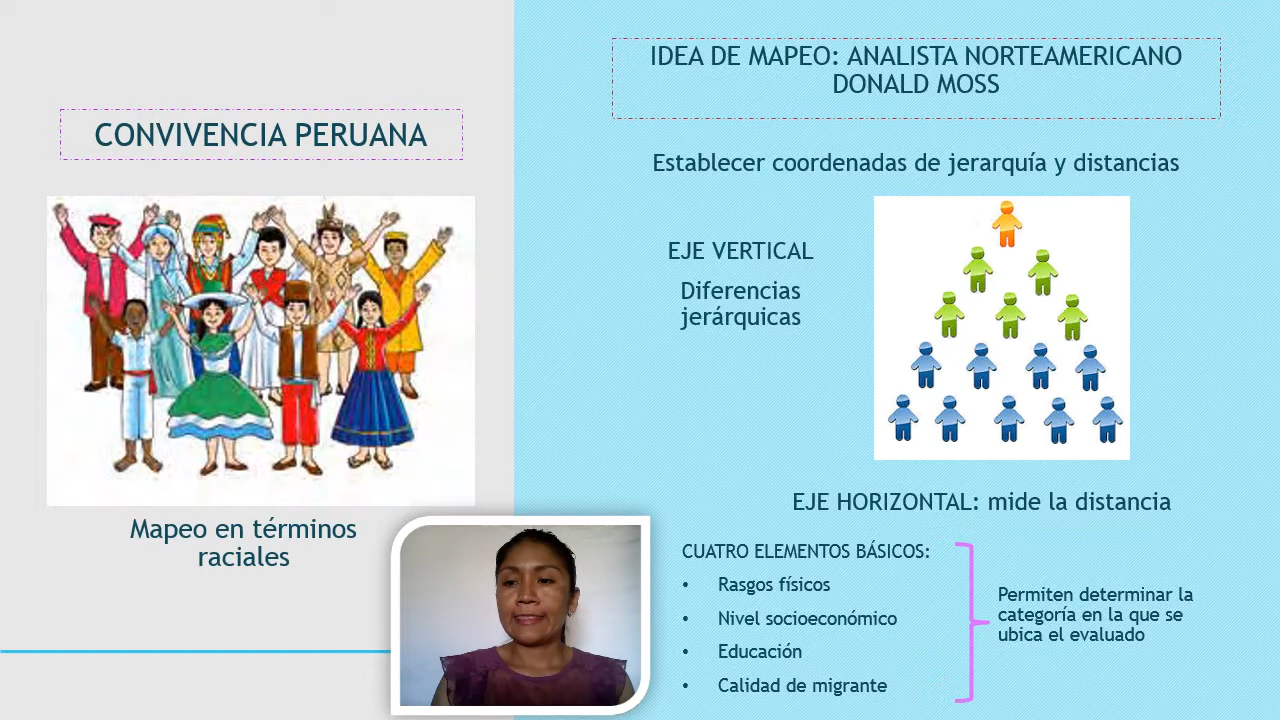 CONVIVENCIA PERUANA
Mapeo en términos
raciales
IDEA DE MAPEO: ANALISTA NORTEAMERICANO
DONALD MOSS
Establecer coordenadas de jerarquía y distancias
EJE VERTICAL
Diferencias
jerárquicas
EJE HORIZONTAL: mide la distancia
CUATRO ELEMENTOS BÁSICOS:
• Rasgos físicos
• Nivel socioeconómico
• Educación
• Calidad de migrante
Permiten determinar la
categoría en la que se
ubica el evaluado